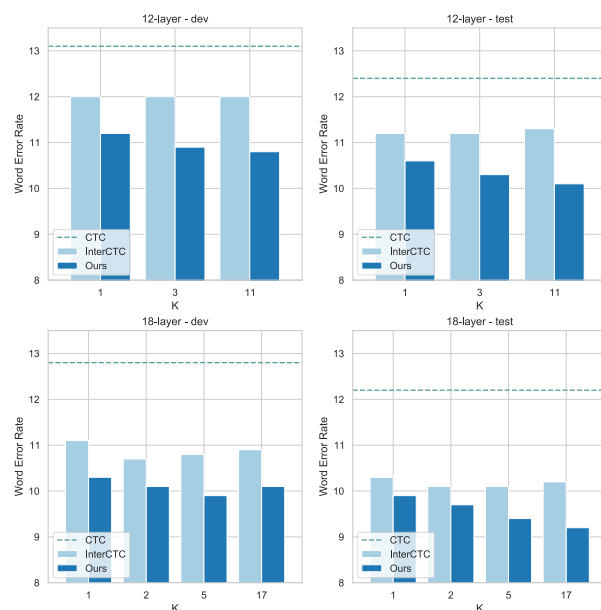 12-layer - dev
13
12
11
10
9
8
Word Error Rate
CTC
InterCTC
Ours
1 3 11
K
12-layer - test
13
12
11
10
9
8
Word Error Rate
CTC
InterCTC
Ours
1 3 11
K
18-layer - dev
13
12
11
10
9
8
Word Error Rate
CTC
InterCTC
Ours
1 2 5 17
K
18-layer - test
13
12
11
10
9
8
Word Error Rate
CTC
InterCTC
Ours
1 2 5 17
K